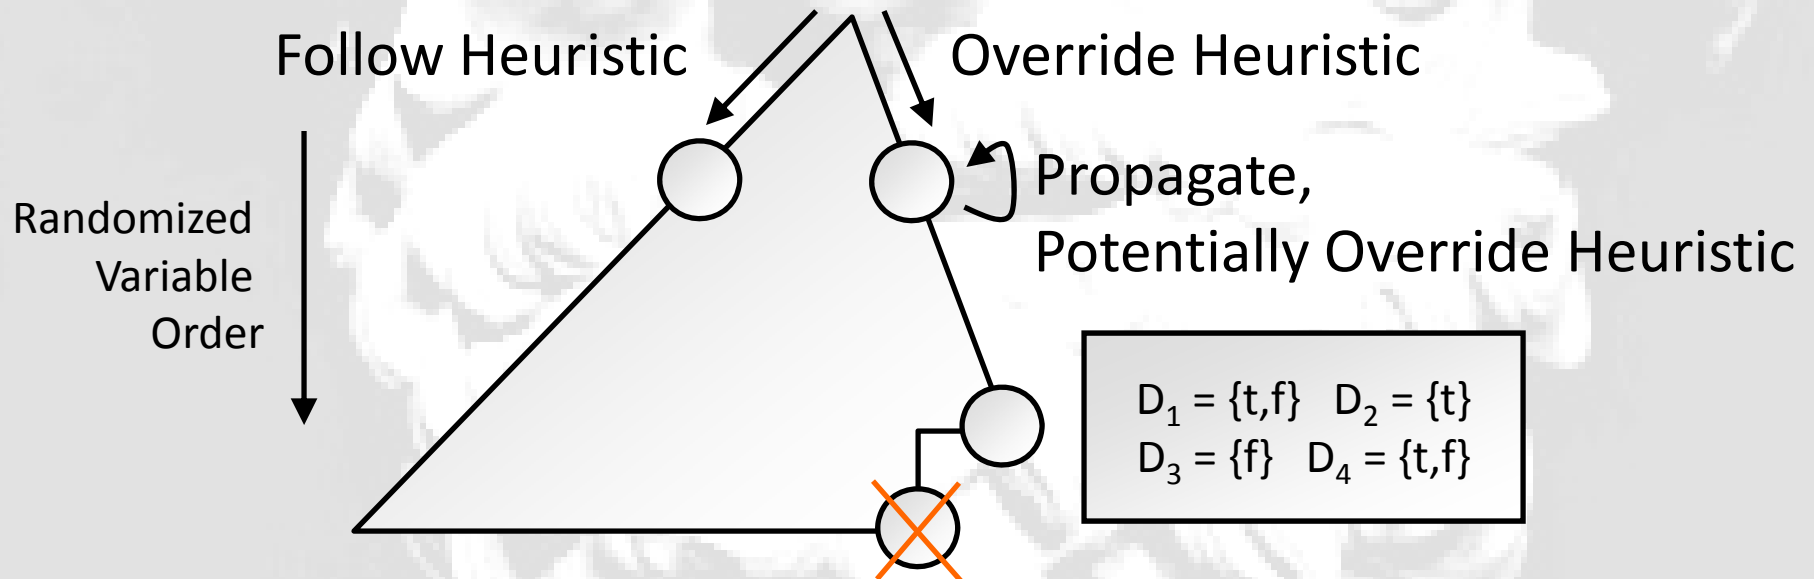 Follow Heuristic
Override Heuristic
Randomized
Variable
Order
Propagate,
Potentially Override Heuristic
D₁ = {t,f} D₂ = {t}
D₃ = {f} D₄ = {t,f}